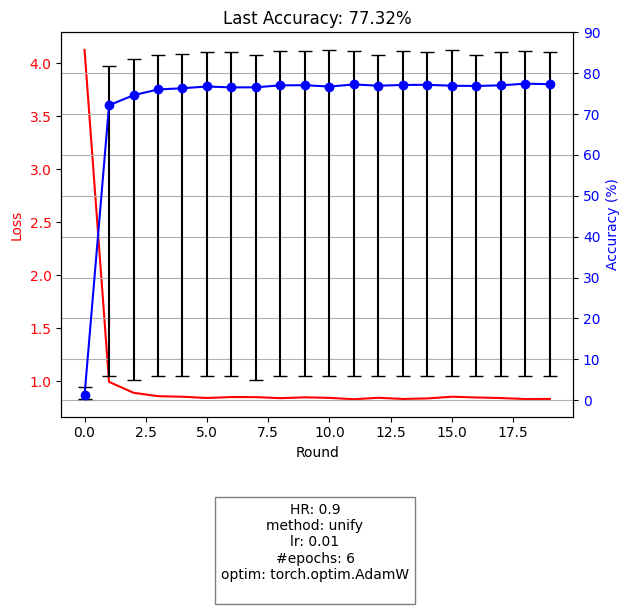 Last Accuracy: 77.32%
4.0
3.5
3.0
2.5
2.0
1.5
1.0
Loss
90
80
70
60
50
40
30
20
10
0
Accuracy (%)
0.0 2.5 5.0 7.5 10.0 12.5 15.0 17.5
Round
HR: 0.9
method: unify
lr: 0.01
#epochs: 6
optim: torch.optim.AdamW